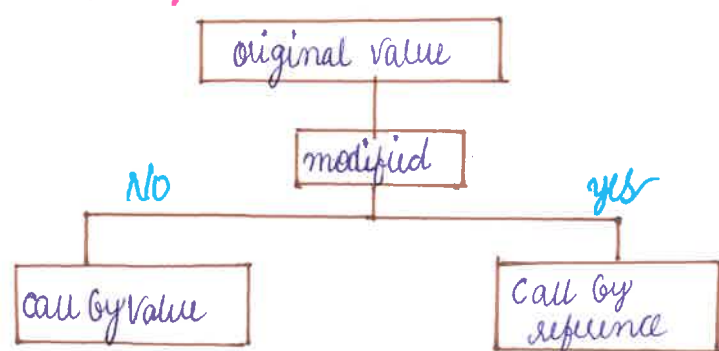 original value
modified
No
yes
call by value
call by
reference